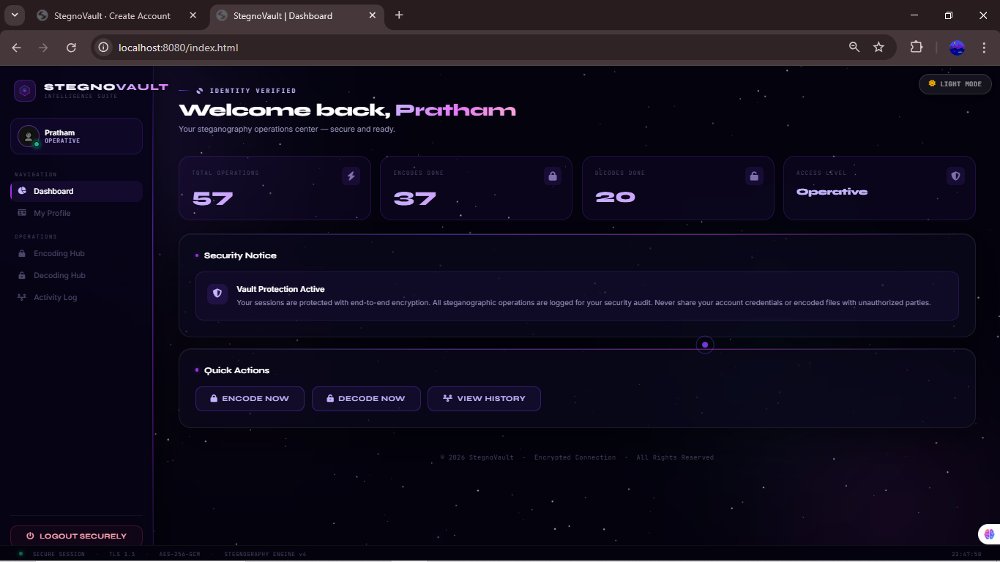 StegnoVault · Create Account
StegnoVault | Dashboard
localhost:8080/index.html
STEGNOVAULT
INTELLIGENCE SUITE
Pratham
OPERATIVE
NAVIGATION
Dashboard
My Profile
OPERATIONS
Encoding Hub
Decoding Hub
Activity Log
LOGOUT SECURELY
IDENTITY VERIFIED
LIGHT MODE
Welcome back, Pratham
Your steganography operations center — secure and ready.
TOTAL OPERATIONS
57
ENCODES DONE
37
DECODES DONE
20
ACCESS LEVEL
Operative
Security Notice
Vault Protection Active
Your sessions are protected with end-to-end encryption. All steganographic operations are logged for your security audit. Never share your account credentials or encoded files with unauthorized parties.
Quick Actions
ENCODE NOW
DECODE NOW
VIEW HISTORY
© 2026 StegnoVault · Encrypted Connection · All Rights Reserved
SECURE SESSION · TLS 1.3 · AES-256-GCM · STEGNOGRAPHY ENGINE v4
22:47:50